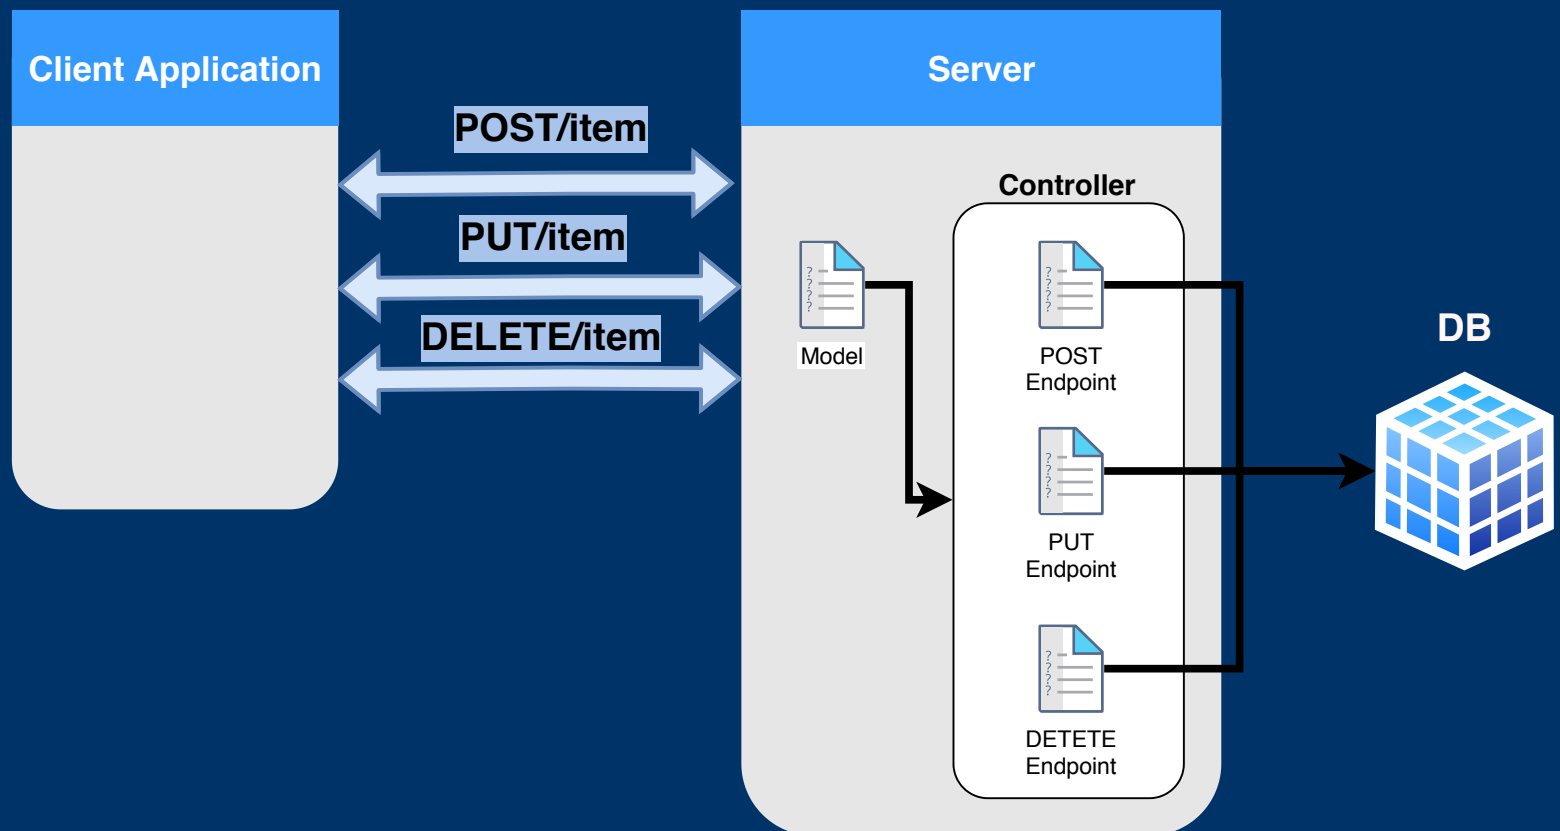 Client Application
Server
POST/item
PUT/item
DELETE/item
Controller
Model
POST
Endpoint
PUT
Endpoint
DETETE
Endpoint
DB